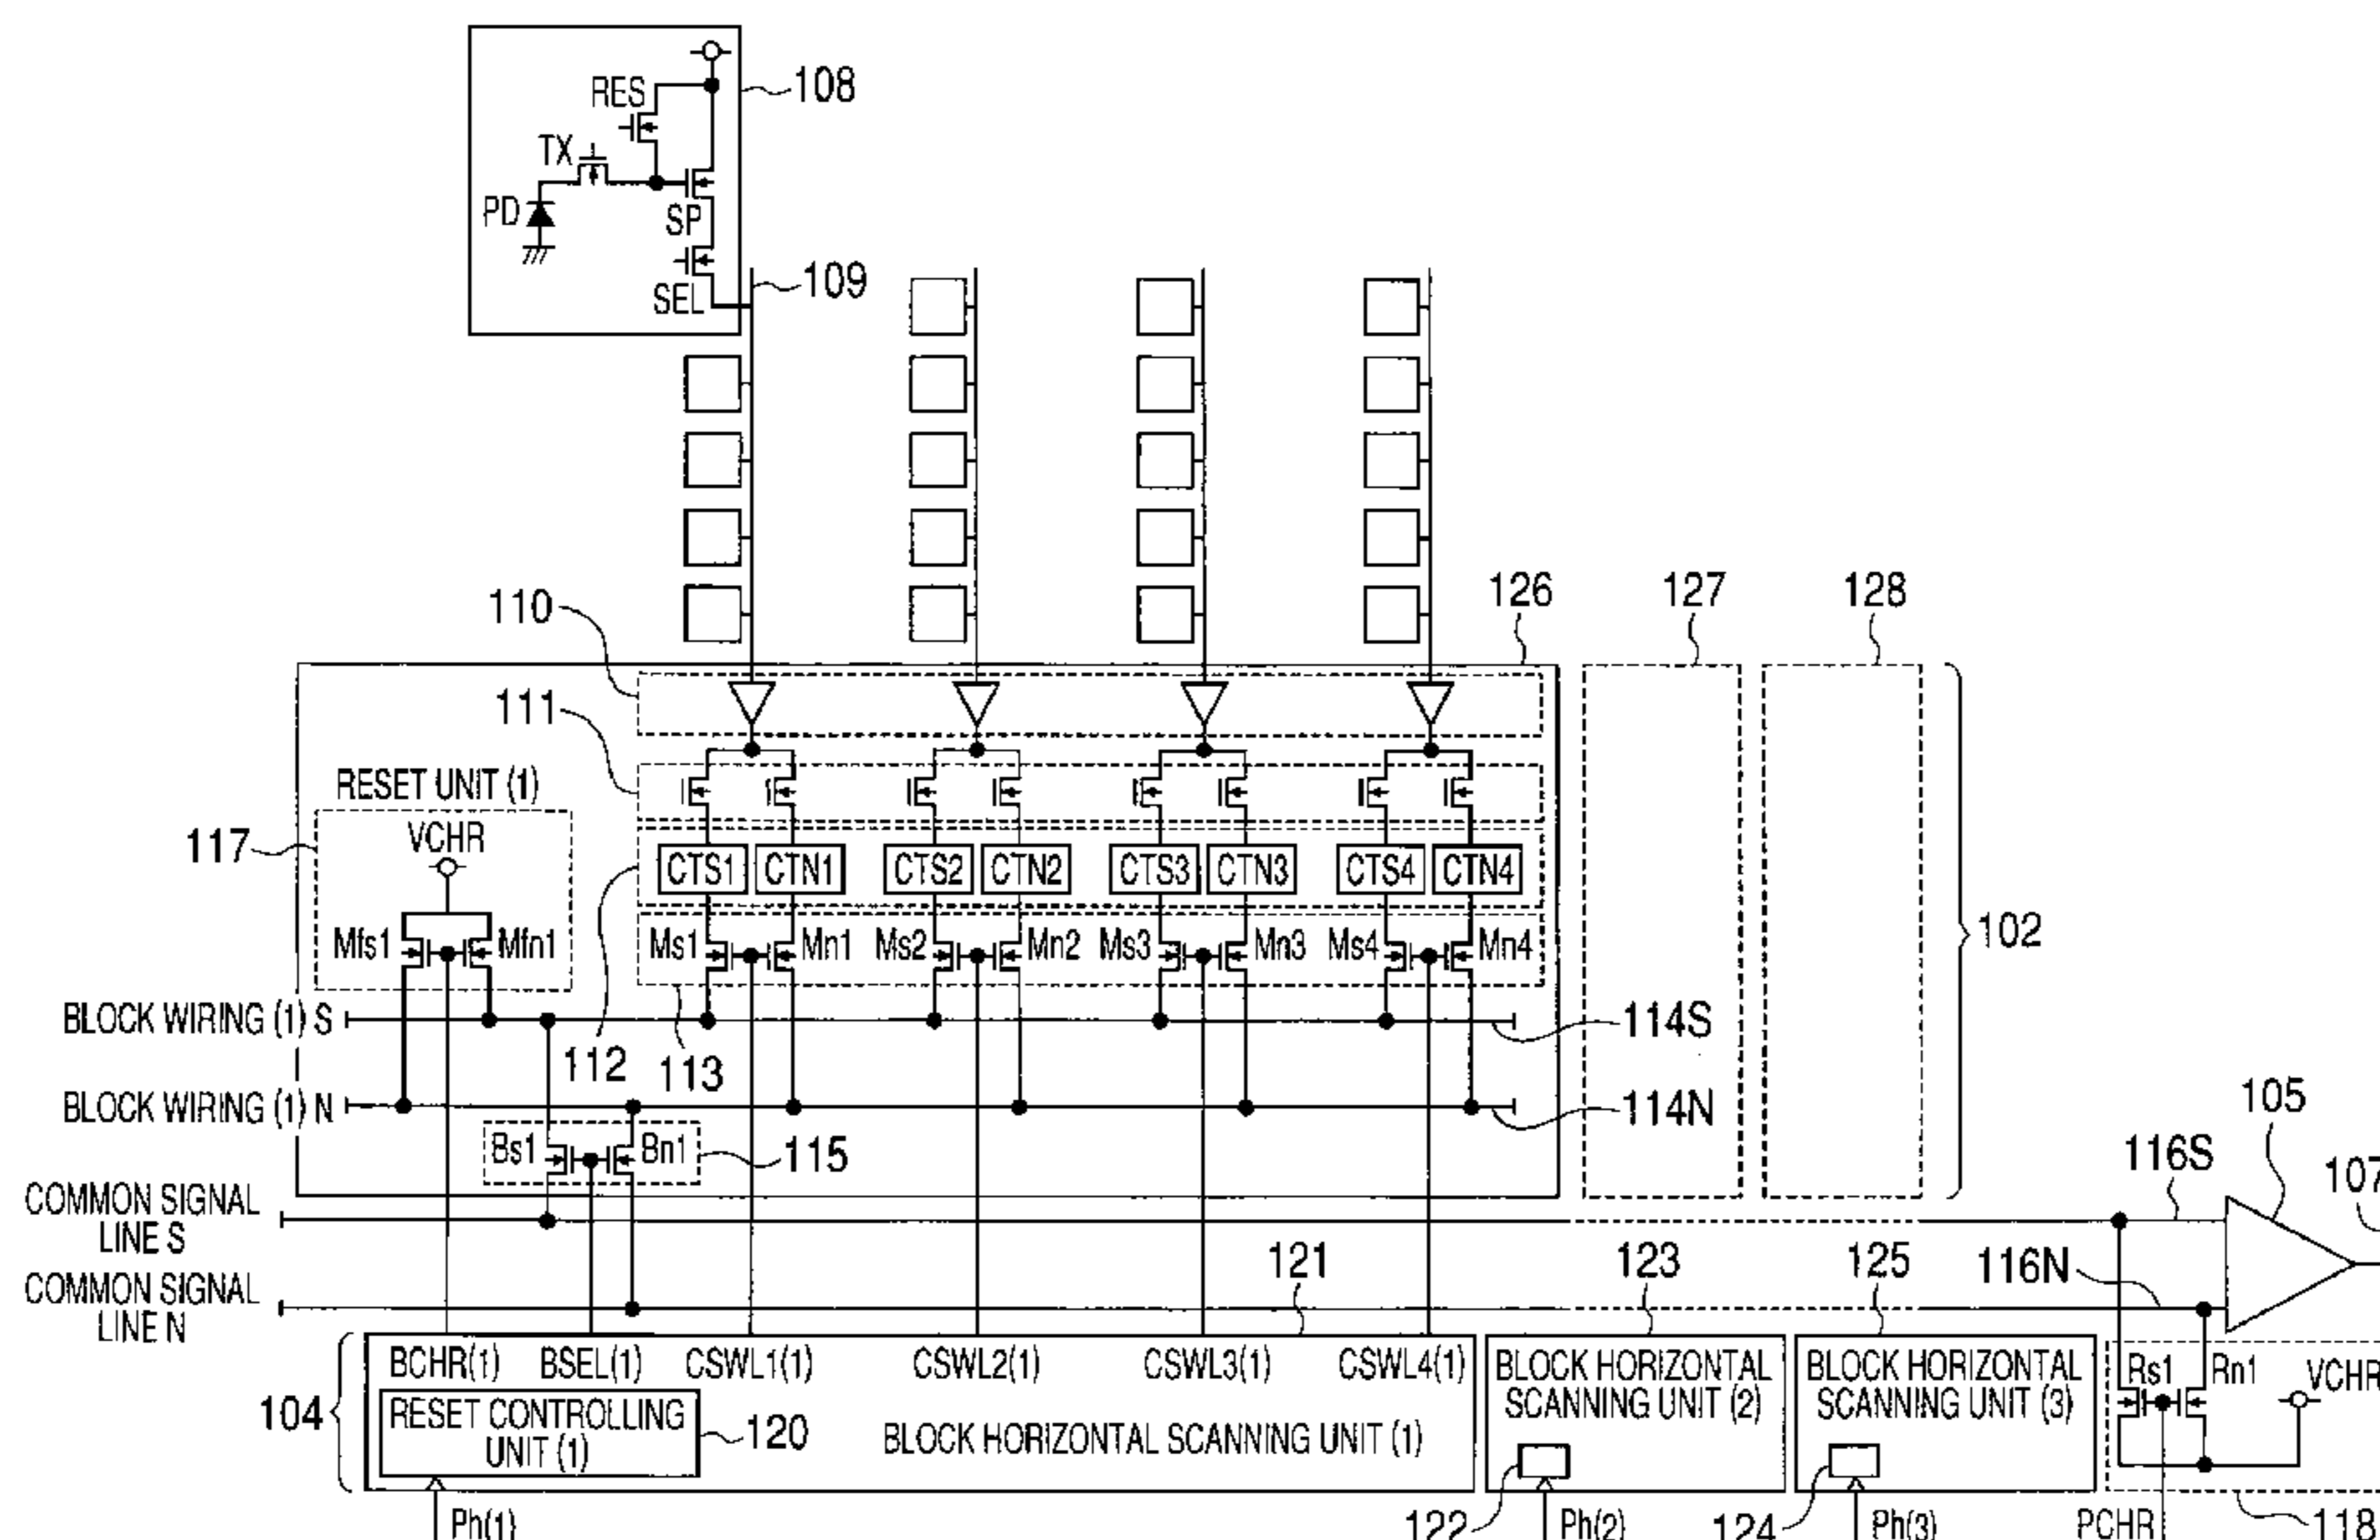 108
RES
TX
PD
SP
SEL
109
110
126
127
128
111
RESET UNIT (1)
117
VCHR
CTS1
CTN1
CTS2
CTN2
CTS3
CTN3
CTS4
CTN4
102
Mfs1
Mfn1
Ms1
Mn1
Ms2
Mn2
Ms3
Mn3
Ms4
Mn4
BLOCK WIRING (1) S
112
113
114S
BLOCK WIRING (1) N
114N
105
Bs1
Bn1
115
116S
107
COMMON SIGNAL
LINE S
COMMON SIGNAL
LINE N
121
123
125
116N
104
BCHR(1)
BSEL(1)
CSWL1(1)
CSWL2(1)
CSWL3(1)
CSWL4(1)
RESET CONTROLLING
UNIT (1)
120
BLOCK HORIZONTAL SCANNING UNIT (1)
BLOCK HORIZONTAL
SCANNING UNIT (2)
BLOCK HORIZONTAL
SCANNING UNIT (3)
Rs1
Rn1
VCHR
Ph(1)
122
Ph(2)
124
Ph(3)
PCHR
118